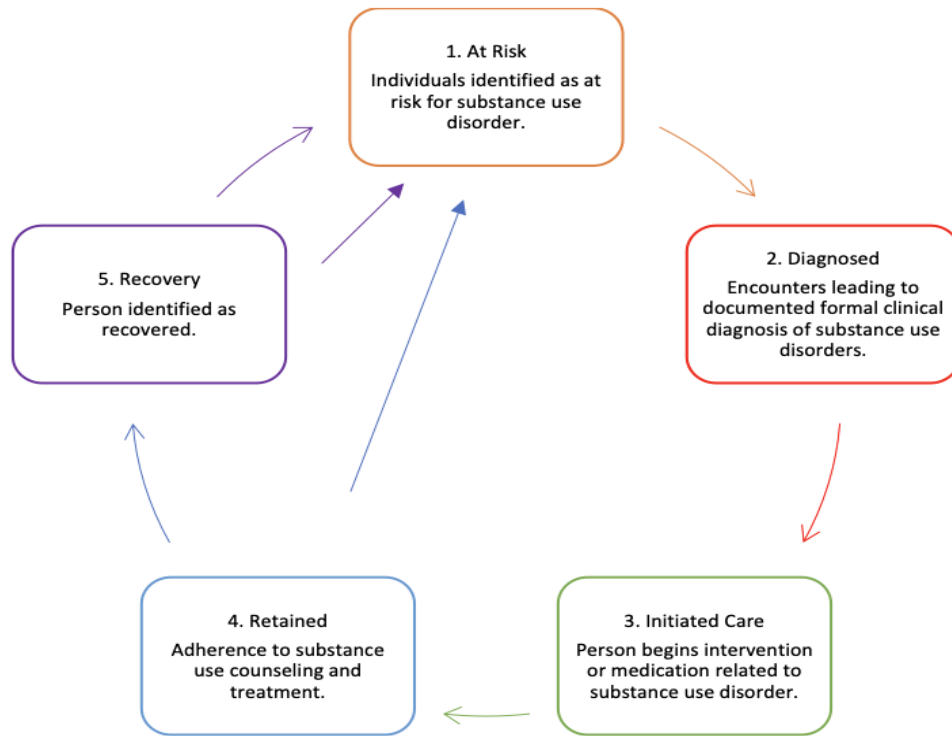 1. At Risk
Individuals identified as at
risk for substance use
disorder.
2. Diagnosed
Encounters leading to
documented formal clinical
diagnosis of substance use
disorders.
3. Initiated Care
Person begins intervention
or medication related to
substance use disorder.
4. Retained
Adherence to substance
use counseling and
treatment.
5. Recovery
Person identified as
recovered.